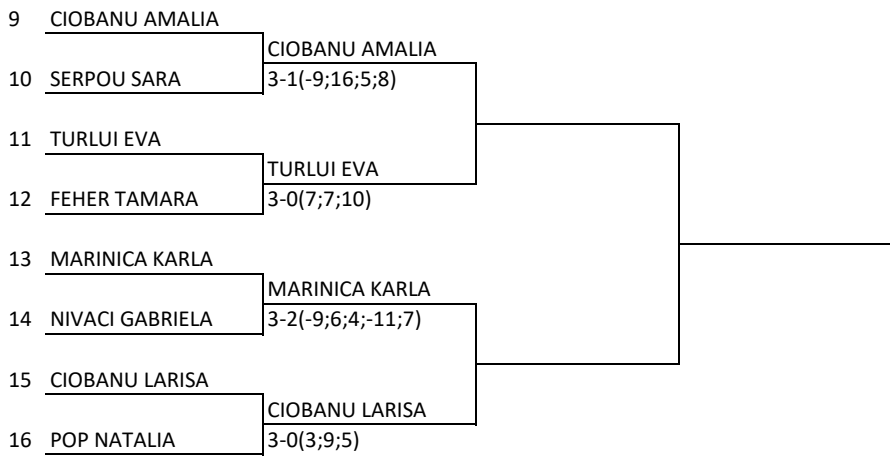 9 CIOBANU AMALIA
CIOBANU AMALIA
10 SERPOU SARA
3-1(-9;16;5;8)
11 TURLUI EVA
TURLUI EVA
12 FEHER TAMARA
3-0(7;7;10)
13 MARINICA KARLA
MARINICA KARLA
14 NIVACI GABRIELA
3-2(-9;6;4;-11;7)
15 CIOBANU LARISA
CIOBANU LARISA
16 POP NATALIA
3-0(3;9;5)